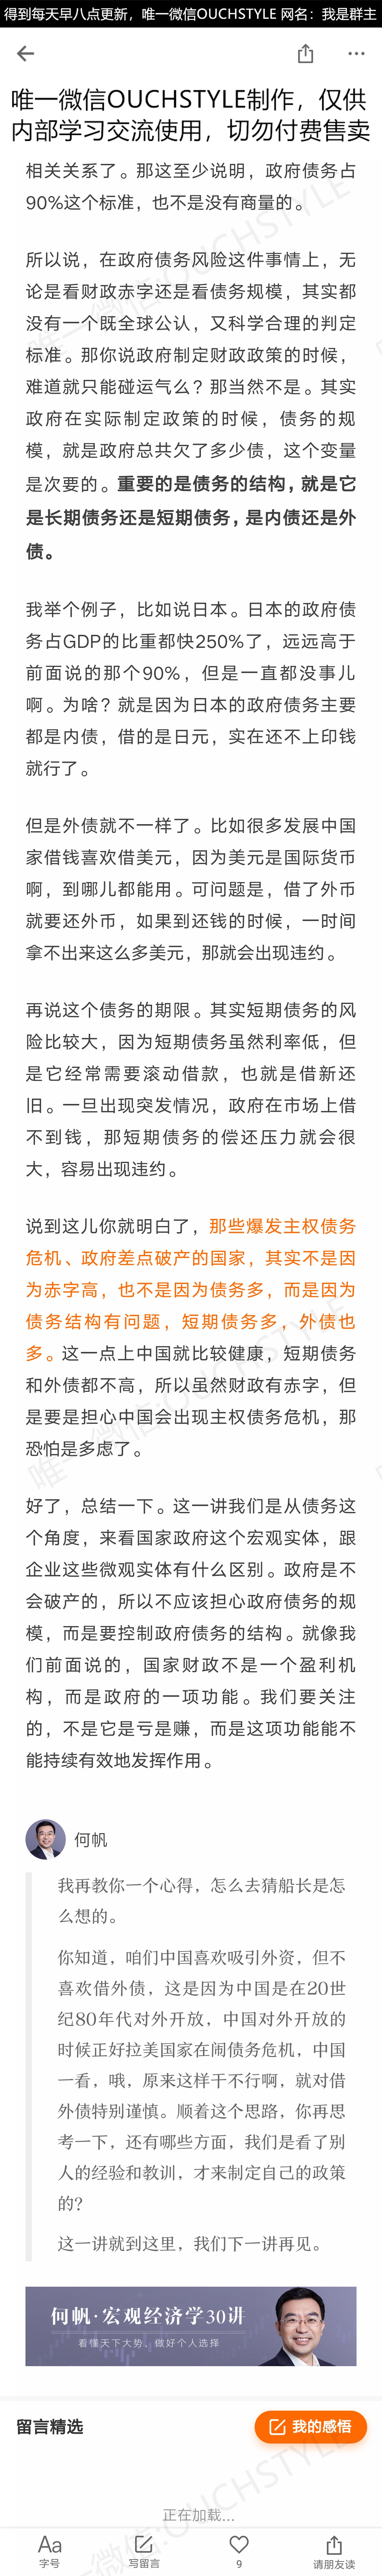 得到每天早八点更新，唯一微信OUCHSTYLE 网名：我是群主
唯一微信OUCHSTYLE制作，仅供
内部学习交流使用，切勿付费售卖
相关关系了。那这至少说明，政府债务占
90%这个标准，也不是没有商量的。
所以说，在政府债务风险这件事情上，无
论是看财政赤字还是看债务规模，其实都
没有一个既全球公认，又科学合理的判定
标准。那你说政府制定财政政策的时候，
难道就只能碰运气么？那当然不是。其实
政府在实际制定政策的时候，债务的规
模，就是政府总共欠了多少债，这个变量
是次要的。重要的是债务的结构，就是它
是长期债务还是短期债务，是内债还是外
债。
我举个例子，比如说日本。日本的政府债
务占GDP的比重都快250%了，远远高于
前面说的那个90%，但是一直都没事儿
啊。为啥？就是因为日本的政府债务主要
都是内债，借的是日元，实在还不上印钱
就行了。
但是外债就不一样了。比如很多发展中国
家借钱喜欢借美元，因为美元是国际货币
啊，到哪儿都能用。可问题是，借了外币
就要还外币，如果到还钱的时候，一时间
拿不出来这么多美元，那就会出现违约。
再说这个债务的期限。其实短期债务的风
险比较大，因为短期债务虽然利率低，但
是它经常需要滚动借款，也就是借新还
旧。一旦出现突发情况，政府在市场上借
不到钱，那短期债务的偿还压力就会很
大，容易出现违约。
说到这儿你就明白了，那些爆发主权债务
危机、政府差点破产的国家，其实不是因
为赤字高，也不是因为债务多，而是因为
债务结构有问题，短期债务多，外债也
多。这一点上中国就比较健康，短期债务
和外债都不高，所以虽然财政有赤字，但
是要是担心中国会出现主权债务危机，那
恐怕是多虑了。
好了，总结一下。这一讲我们是从债务这
个角度，来看国家政府这个宏观实体，跟
企业这些微观实体有什么区别。政府是不
会破产的，所以不应该担心政府债务的规
模，而是要控制政府债务的结构。就像我
们前面说的，国家财政不是一个盈利机
构，而是政府的一项功能。我们要关注
的，不是它是亏是赚，而是这项功能能不
能持续有效地发挥作用。
何帆
我再教你一个心得，怎么去猜船长是怎
么想的。
你知道，咱们中国喜欢吸引外资，但不
喜欢借外债，这是因为中国是在20世
纪80年代对外开放，中国对外开放的
时候正好拉美国家在闹债务危机，中国
一看，哦，原来这样干不行啊，就对借
外债特别谨慎。顺着这个思路，你再思
考一下，还有哪些方面，我们是看了别
人的经验和教训，才来制定自己的政策
的？
这一讲就到这里，我们下一讲再见。
何帆·宏观经济学30讲
看懂天下大势、做好个人选择
留言精选
我的感悟
正在加载...
唯一微信:OUCHSTYLE
唯一微信:OUCHSTYLE
微信:OUCHSTYLE
Aa
字号
写留言
9
请朋友读